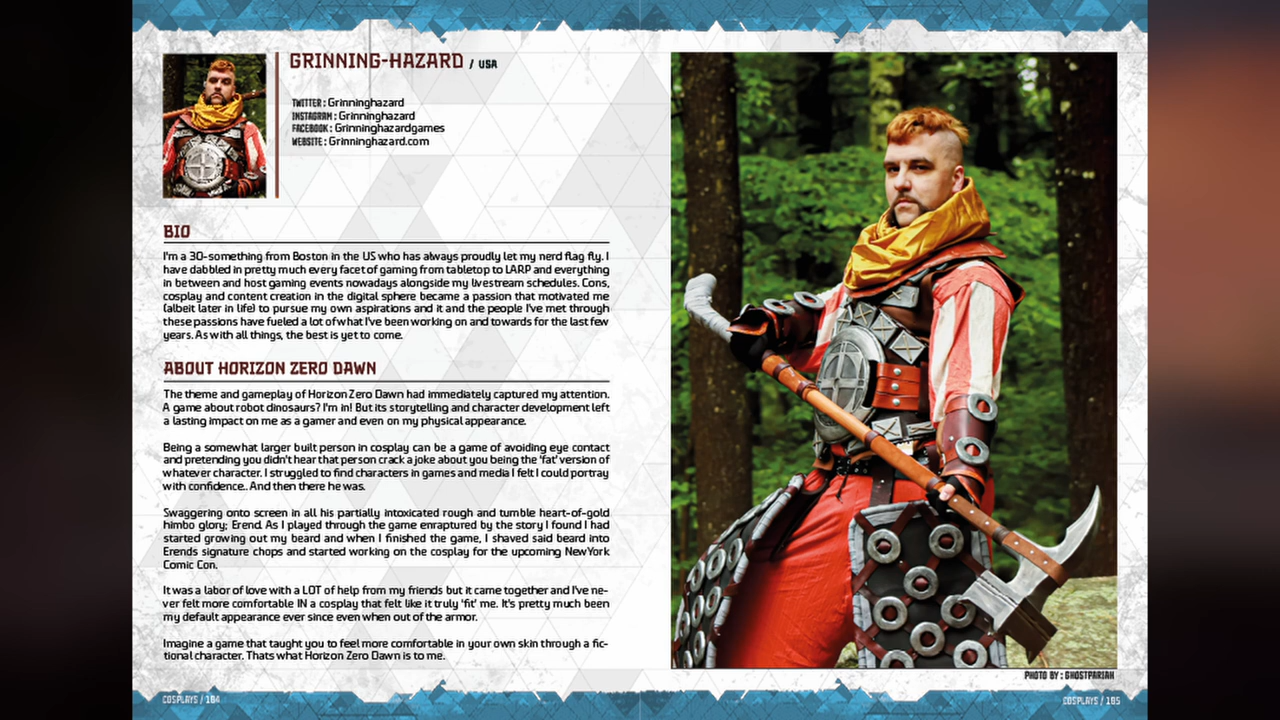 GRINNING-HAZARD / USA
TWITTER : Grinninghazard
INSTAGRAM : Grinninghazard
FACEBOOK : Grinninghazardgames
WEBSITE : Grinninghazard.com
BIO
I'm a 30-something from Boston in the US who has always proudly let my nerd flag fly. I
have dabbled in pretty much every facet of gaming from tabletop to LARP and everything
in between and host gaming events nowadays alongside my livestream schedules. Cons,
cosplay and content creation in the digital sphere became a passion that motivated me
(albeit later in life) to pursue my own aspirations and it and the people I've met through
these passions have fueled a lot of what I've been working on and towards for the last few
years. As with all things, the best is yet to come.
ABOUT HORIZON ZERO DAWN
The theme and gameplay of Horizon Zero Dawn had immediately captured my attention.
A game about robot dinosaurs? I'm in! But its storytelling and character development left
a lasting impact on me as a gamer and even on my physical appearance.
Being a somewhat larger built person in cosplay can be a game of avoiding eye contact
and pretending you didn't hear that person crack a joke about you being the 'fat' version of
whatever character. I struggled to find characters in games and media I felt I could portray
with confidence.. And then there he was.
Swaggering onto screen in all his partially intoxicated rough and tumble heart-of-gold
himbo glory; Erend. As I played through the game enraptured by the story I found I had
started growing out my beard and when I finished the game, I shaved said beard into
Erends signature chops and started working on the cosplay for the upcoming NewYork
Comic Con.
It was a labor of love with a LOT of help from my friends but it came together and I've ne-
ver felt more comfortable IN a cosplay that felt like it truly 'fit' me. It's pretty much been
my default appearance ever since even when out of the armor.
Imagine a game that taught you to feel more comfortable in your own skin through a fic-
tional character. Thats what Horizon Zero Dawn is to me.
PHOTO BY : GHOSTPARIAH
COSPLAYS / 184
COSPLAYS / 185